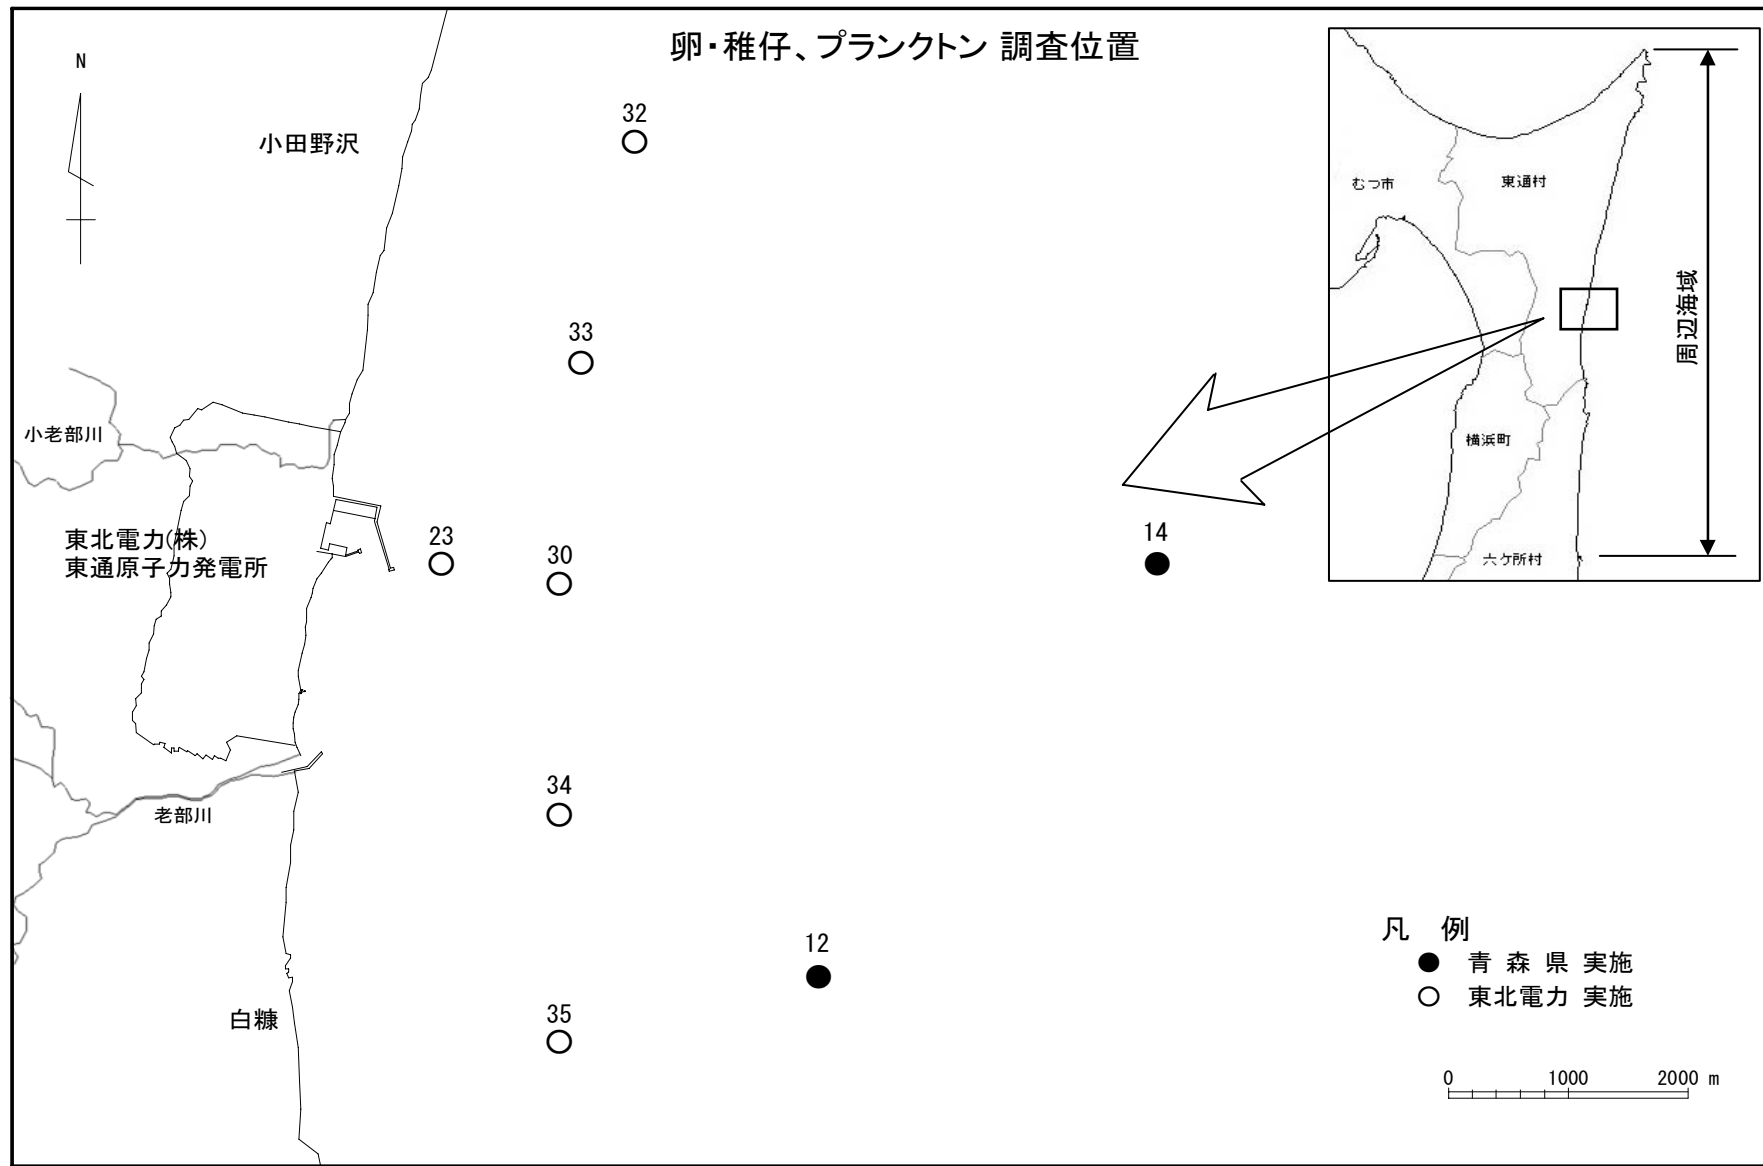 卵・稚仔、プランクトン 調査位置
N
小田野沢
32
33
小老部川
東北電力(株)
東通原子力発電所
23
30
14
34
老部川
12
35
白糠
むつ市
東通村
横浜町
六ケ所村
周辺海域
凡 例
● 青 森 県 実施
○ 東北電力 実施
0 1000 2000 m